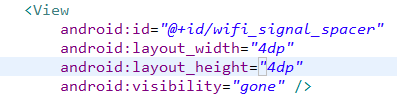 <View
android:id="@+id/wifi_signal_spacer"
android:layout_width="4dp"
android:layout_height="4dp"
android:visibility="gone" />